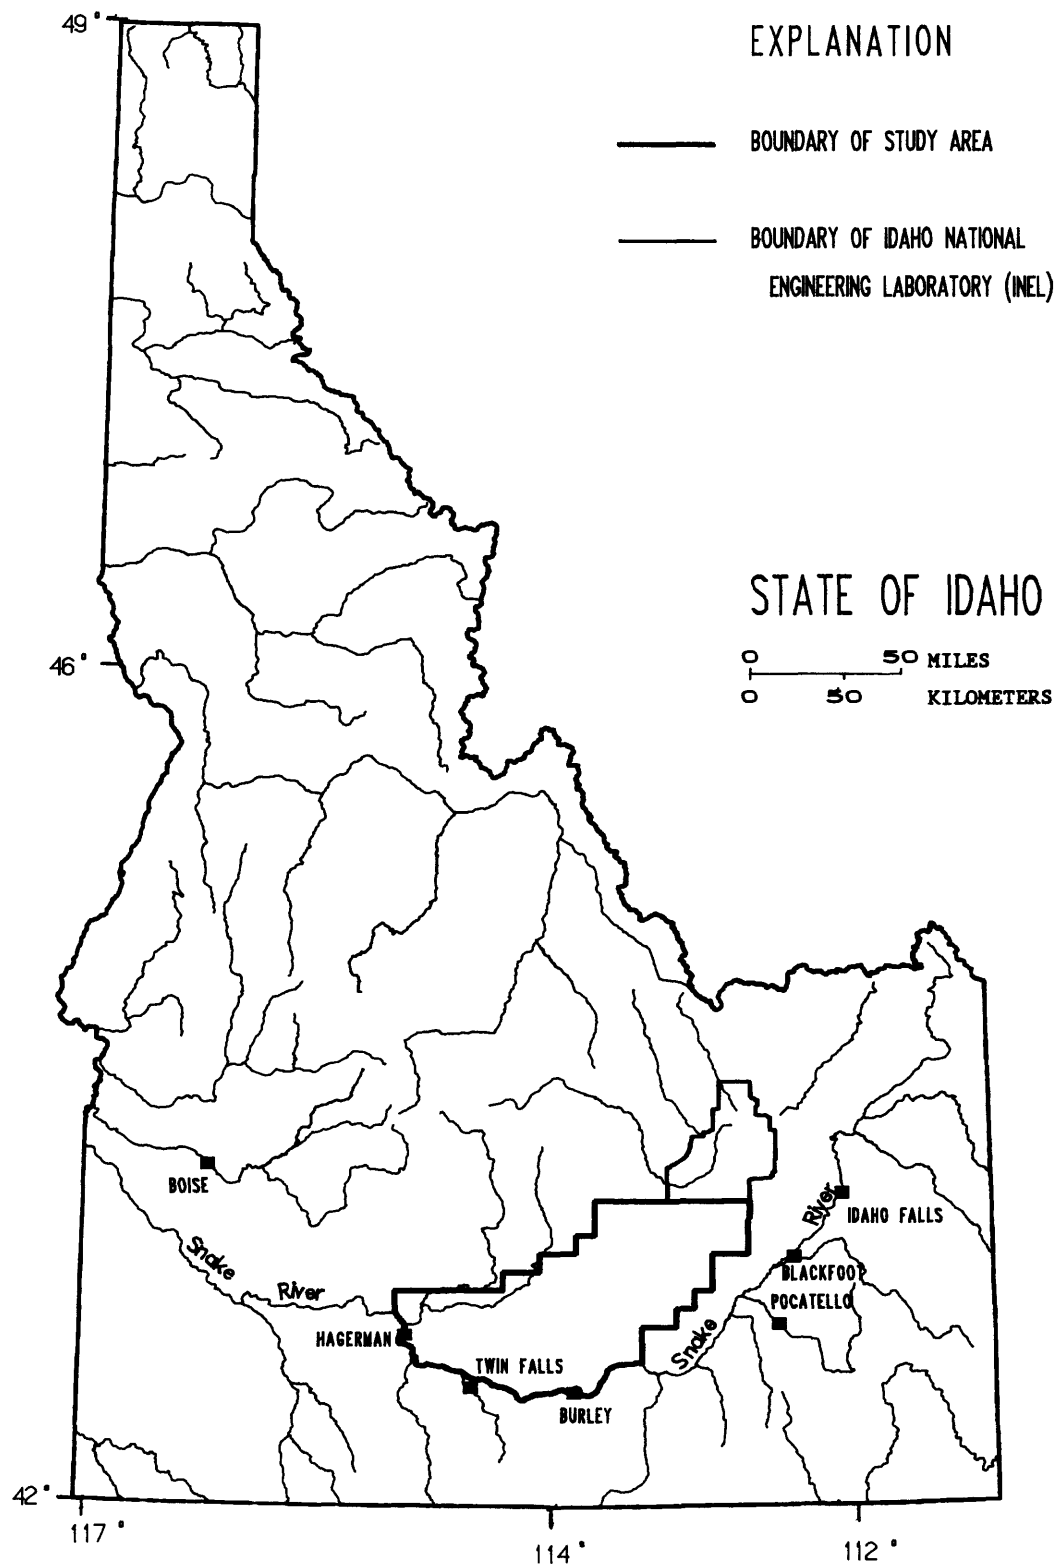 49°
EXPLANATION
BOUNDARY OF STUDY AREA
BOUNDARY OF IDAHO NATIONAL
ENGINEERING LABORATORY (INEL)
STATE OF IDAHO
46°
0 50 MILES
0 50 KILOMETERS
BOISE
River
IDAHO FALLS
Snake
BLACKFOOT
River
POCATELLO
HAGERMAN
Snake
TWIN FALLS
BURLEY
42°
117°
114°
112°